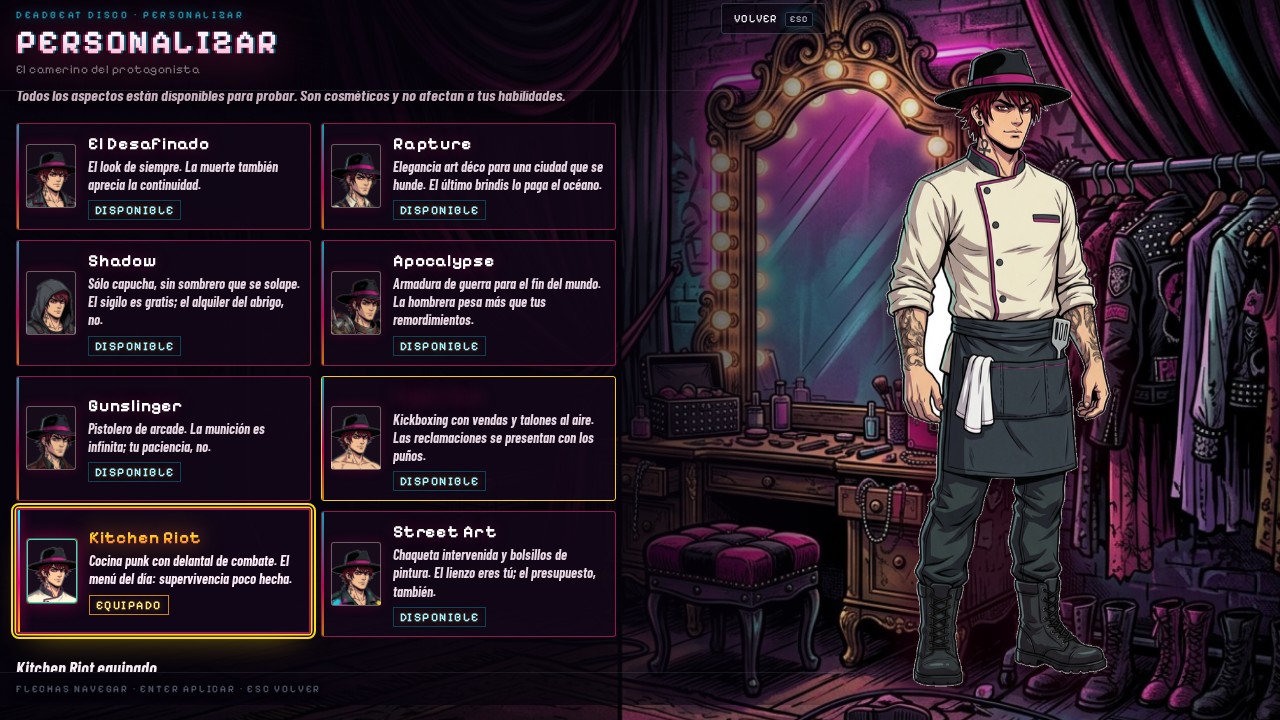 DEADBEAT DISCO · PERSONALIZAR
PERSONALIZAR
El camerino del protagonista
VOLVER ESC
Todos los aspectos están disponibles para probar. Son cosméticos y no afectan a tus habilidades.
El Desafinado
El look de siempre. La muerte también
aprecia la continuidad.
DISPONIBLE
Rapture
Elegancia art déco para una ciudad que se
hunde. El último brindis lo paga el océano.
DISPONIBLE
Shadow
Sólo capucha, sin sombrero que se solape.
El sigilo es gratis; el alquiler del abrigo,
no.
DISPONIBLE
Apocalypse
Armadura de guerra para el fin del mundo.
La hombrera pesa más que tus
remordimientos.
DISPONIBLE
Gunslinger
Pistolero de arcade. La munición es
infinita; tu paciencia, no.
DISPONIBLE
Kickboxing con vendas y talones al aire.
Las reclamaciones se presentan con los
puños.
DISPONIBLE
Kitchen Riot
Cocina punk con delantal de combate. El
menú del día: supervivencia poco hecha.
EQUIPADO
Street Art
Chaqueta intervenida y bolsillos de
pintura. El lienzo eres tú; el presupuesto,
también.
DISPONIBLE
Kitchen Riot equipado
FLECHAS NAVEGAR · ENTER APLICAR · ESC VOLVER